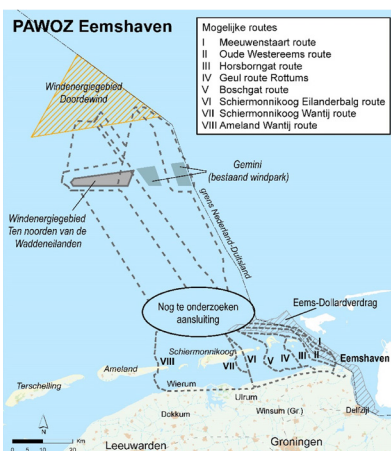 PAWOZ Eemshaven
Mogelijke routes
I Meeuwenstaart route
II Oude Westereems route
III Horsborngat route
IV Geul route Rottums
V Boschgat route
VI Schiermonnikoog Eilanderbalg route
VII Schiermonnikoog Wantij route
VIII Ameland Wantij route
Windenergiegebied
Doordewind
Gemini
(bestaand windpark)
Windenergiegebied
Ten noorden van de
Waddeneilanden
grens Nederland-Duitsland
Nog te onderzoeken
aansluiting
Eems-Dollardverdrag
I
II
III
IV
V
VI
VII
VIII
Schiermonnikoog
Eemshaven
Ameland
Terschelling
Wierum
Ulrum
Dokkum
Winsum (Gr.)
Delfzijl
N
0 10 20 Km
Leeuwarden
Groningen